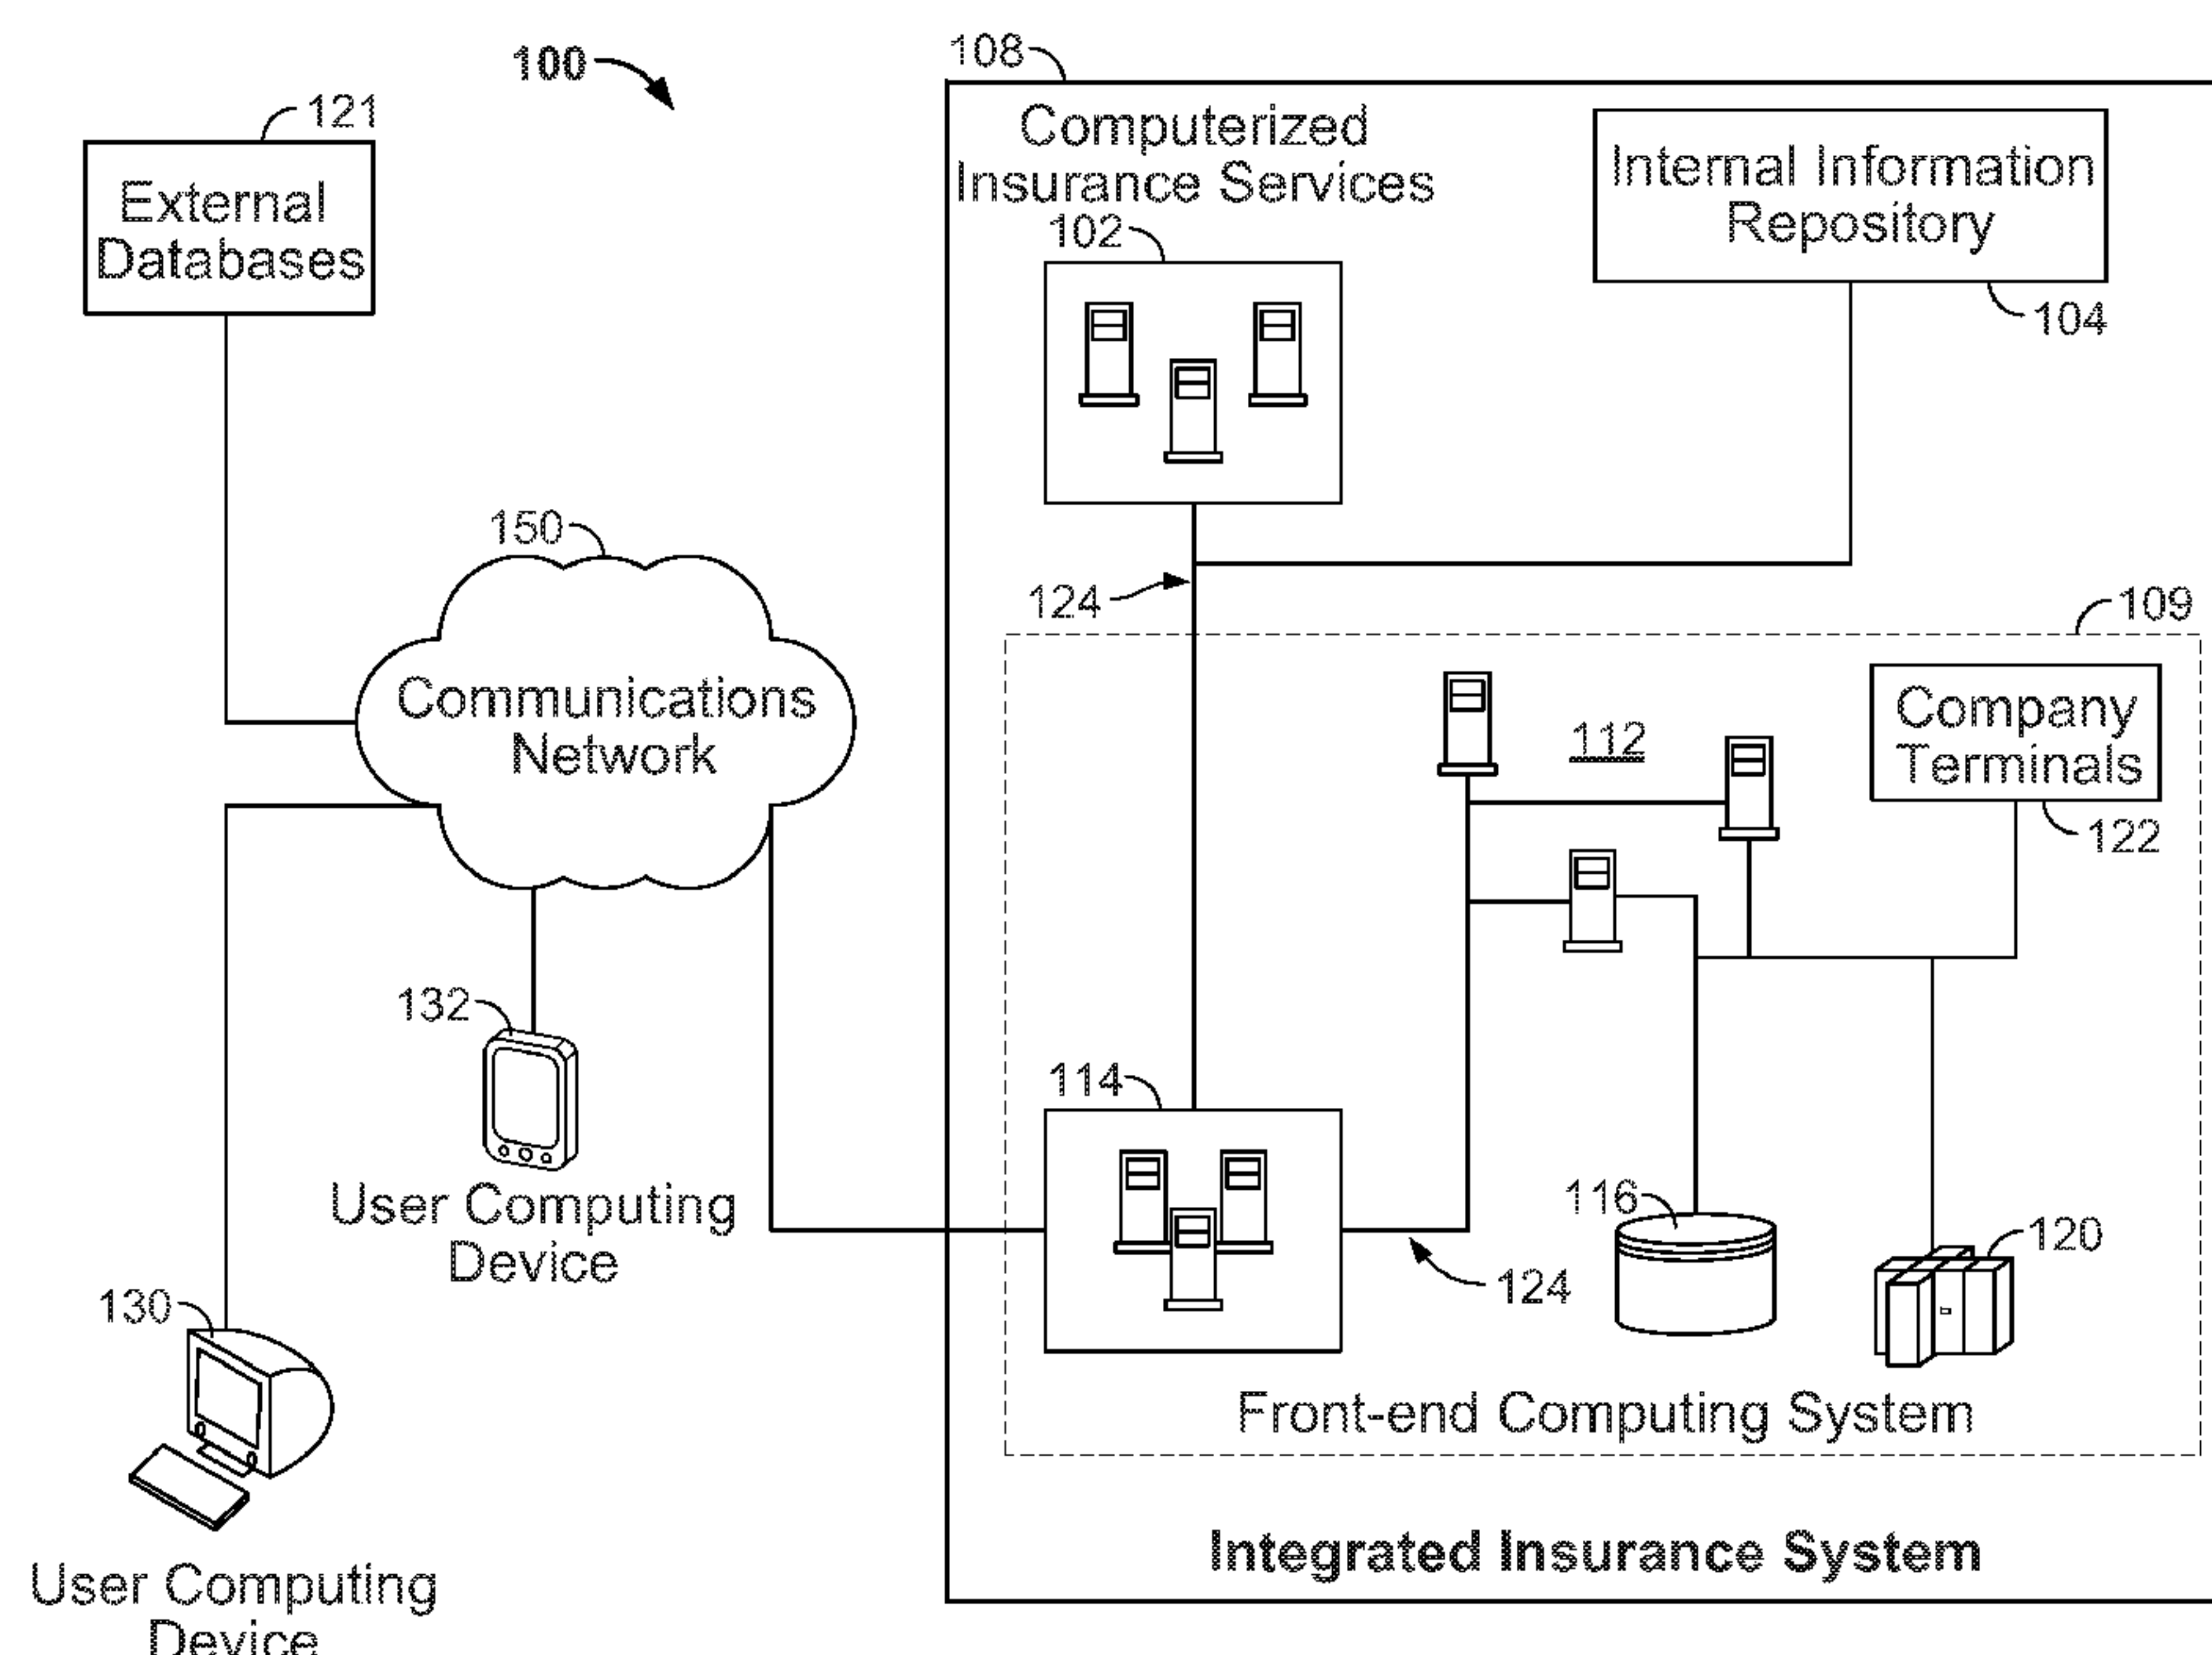 100
108
121
External
Databases
Computerized
Insurance Services
102
Internal Information
Repository
104
150
Communications
Network
124
109
112
Company
Terminals
122
132
User Computing
Device
114
116
120
124
Front-end Computing System
130
User Computing
Device
Integrated Insurance System